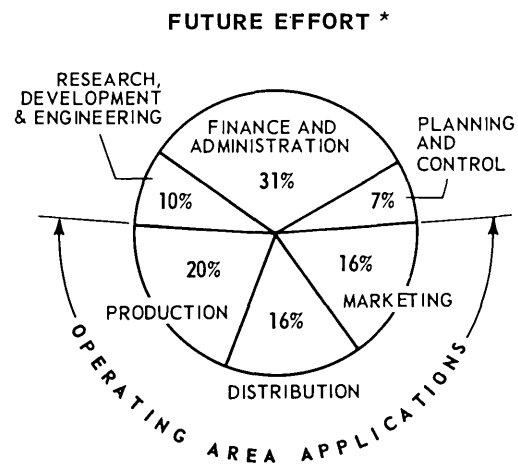 FUTURE EFFORT *
RESEARCH,
DEVELOPMENT
& ENGINEERING
FINANCE AND
ADMINISTRATION
31%
PLANNING
AND
CONTROL
10%
7%
20%
PRODUCTION
16%
MARKETING
16%
DISTRIBUTION
OPERATING AREA APPLICATIONS